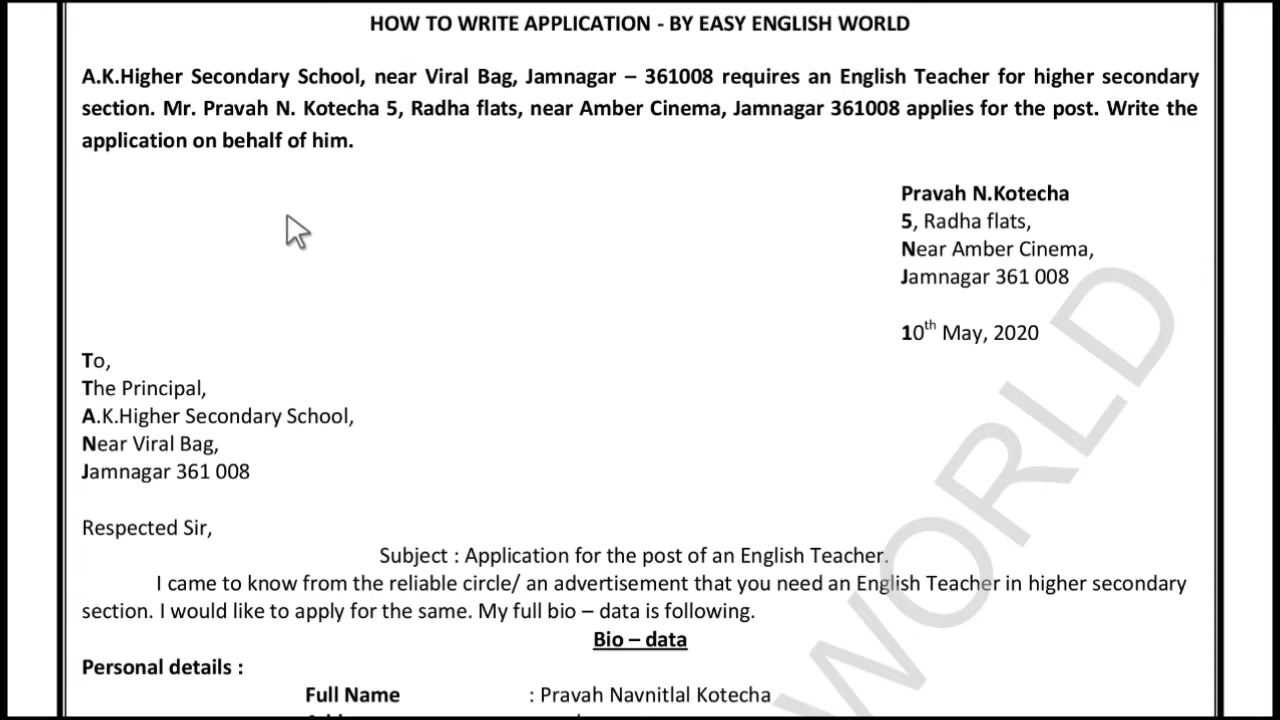 HOW TO WRITE APPLICATION - BY EASY ENGLISH WORLD
A.K.Higher Secondary School, near Viral Bag, Jamnagar – 361008 requires an English Teacher for higher secondary
section. Mr. Pravah N. Kotecha 5, Radha flats, near Amber Cinema, Jamnagar 361008 applies for the post. Write the
application on behalf of him.
Pravah N.Kotecha
5, Radha flats,
Near Amber Cinema,
Jamnagar 361 008
10th May, 2020
To,
The Principal,
A.K.Higher Secondary School,
Near Viral Bag,
Jamnagar 361 008
Respected Sir,
Subject : Application for the post of an English Teacher.
I came to know from the reliable circle/ an advertisement that you need an English Teacher in higher secondary
section. I would like to apply for the same. My full bio – data is following.
Bio – data
Personal details :
Full Name : Pravah Navnitlal Kotecha
WORLD